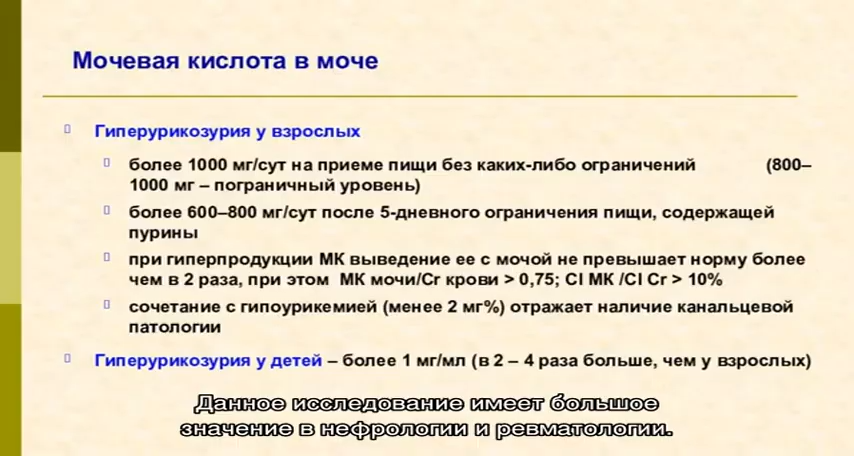 Мочевая кислота в моче
Гиперурикозурия у взрослых
более 1000 мг/сут на приеме пищи без каких-либо ограничений (800–
1000 мг – пограничный уровень)
более 600–800 мг/сут после 5-дневного ограничения пищи, содержащей
пурины
при гиперпродукции МК выведение ее с мочой не превышает норму более
чем в 2 раза, при этом МК мочи/Cr крови > 0,75; Cl МК /Cl Cr > 10%
сочетание с гипоурикемией (менее 2 мг%) отражает наличие канальцевой
патологии
Гиперурикозурия у детей – более 1 мг/мл (в 2 – 4 раза больше, чем у взрослых)
Данное исследование имеет большое
значение в нефрологии и ревматологии.